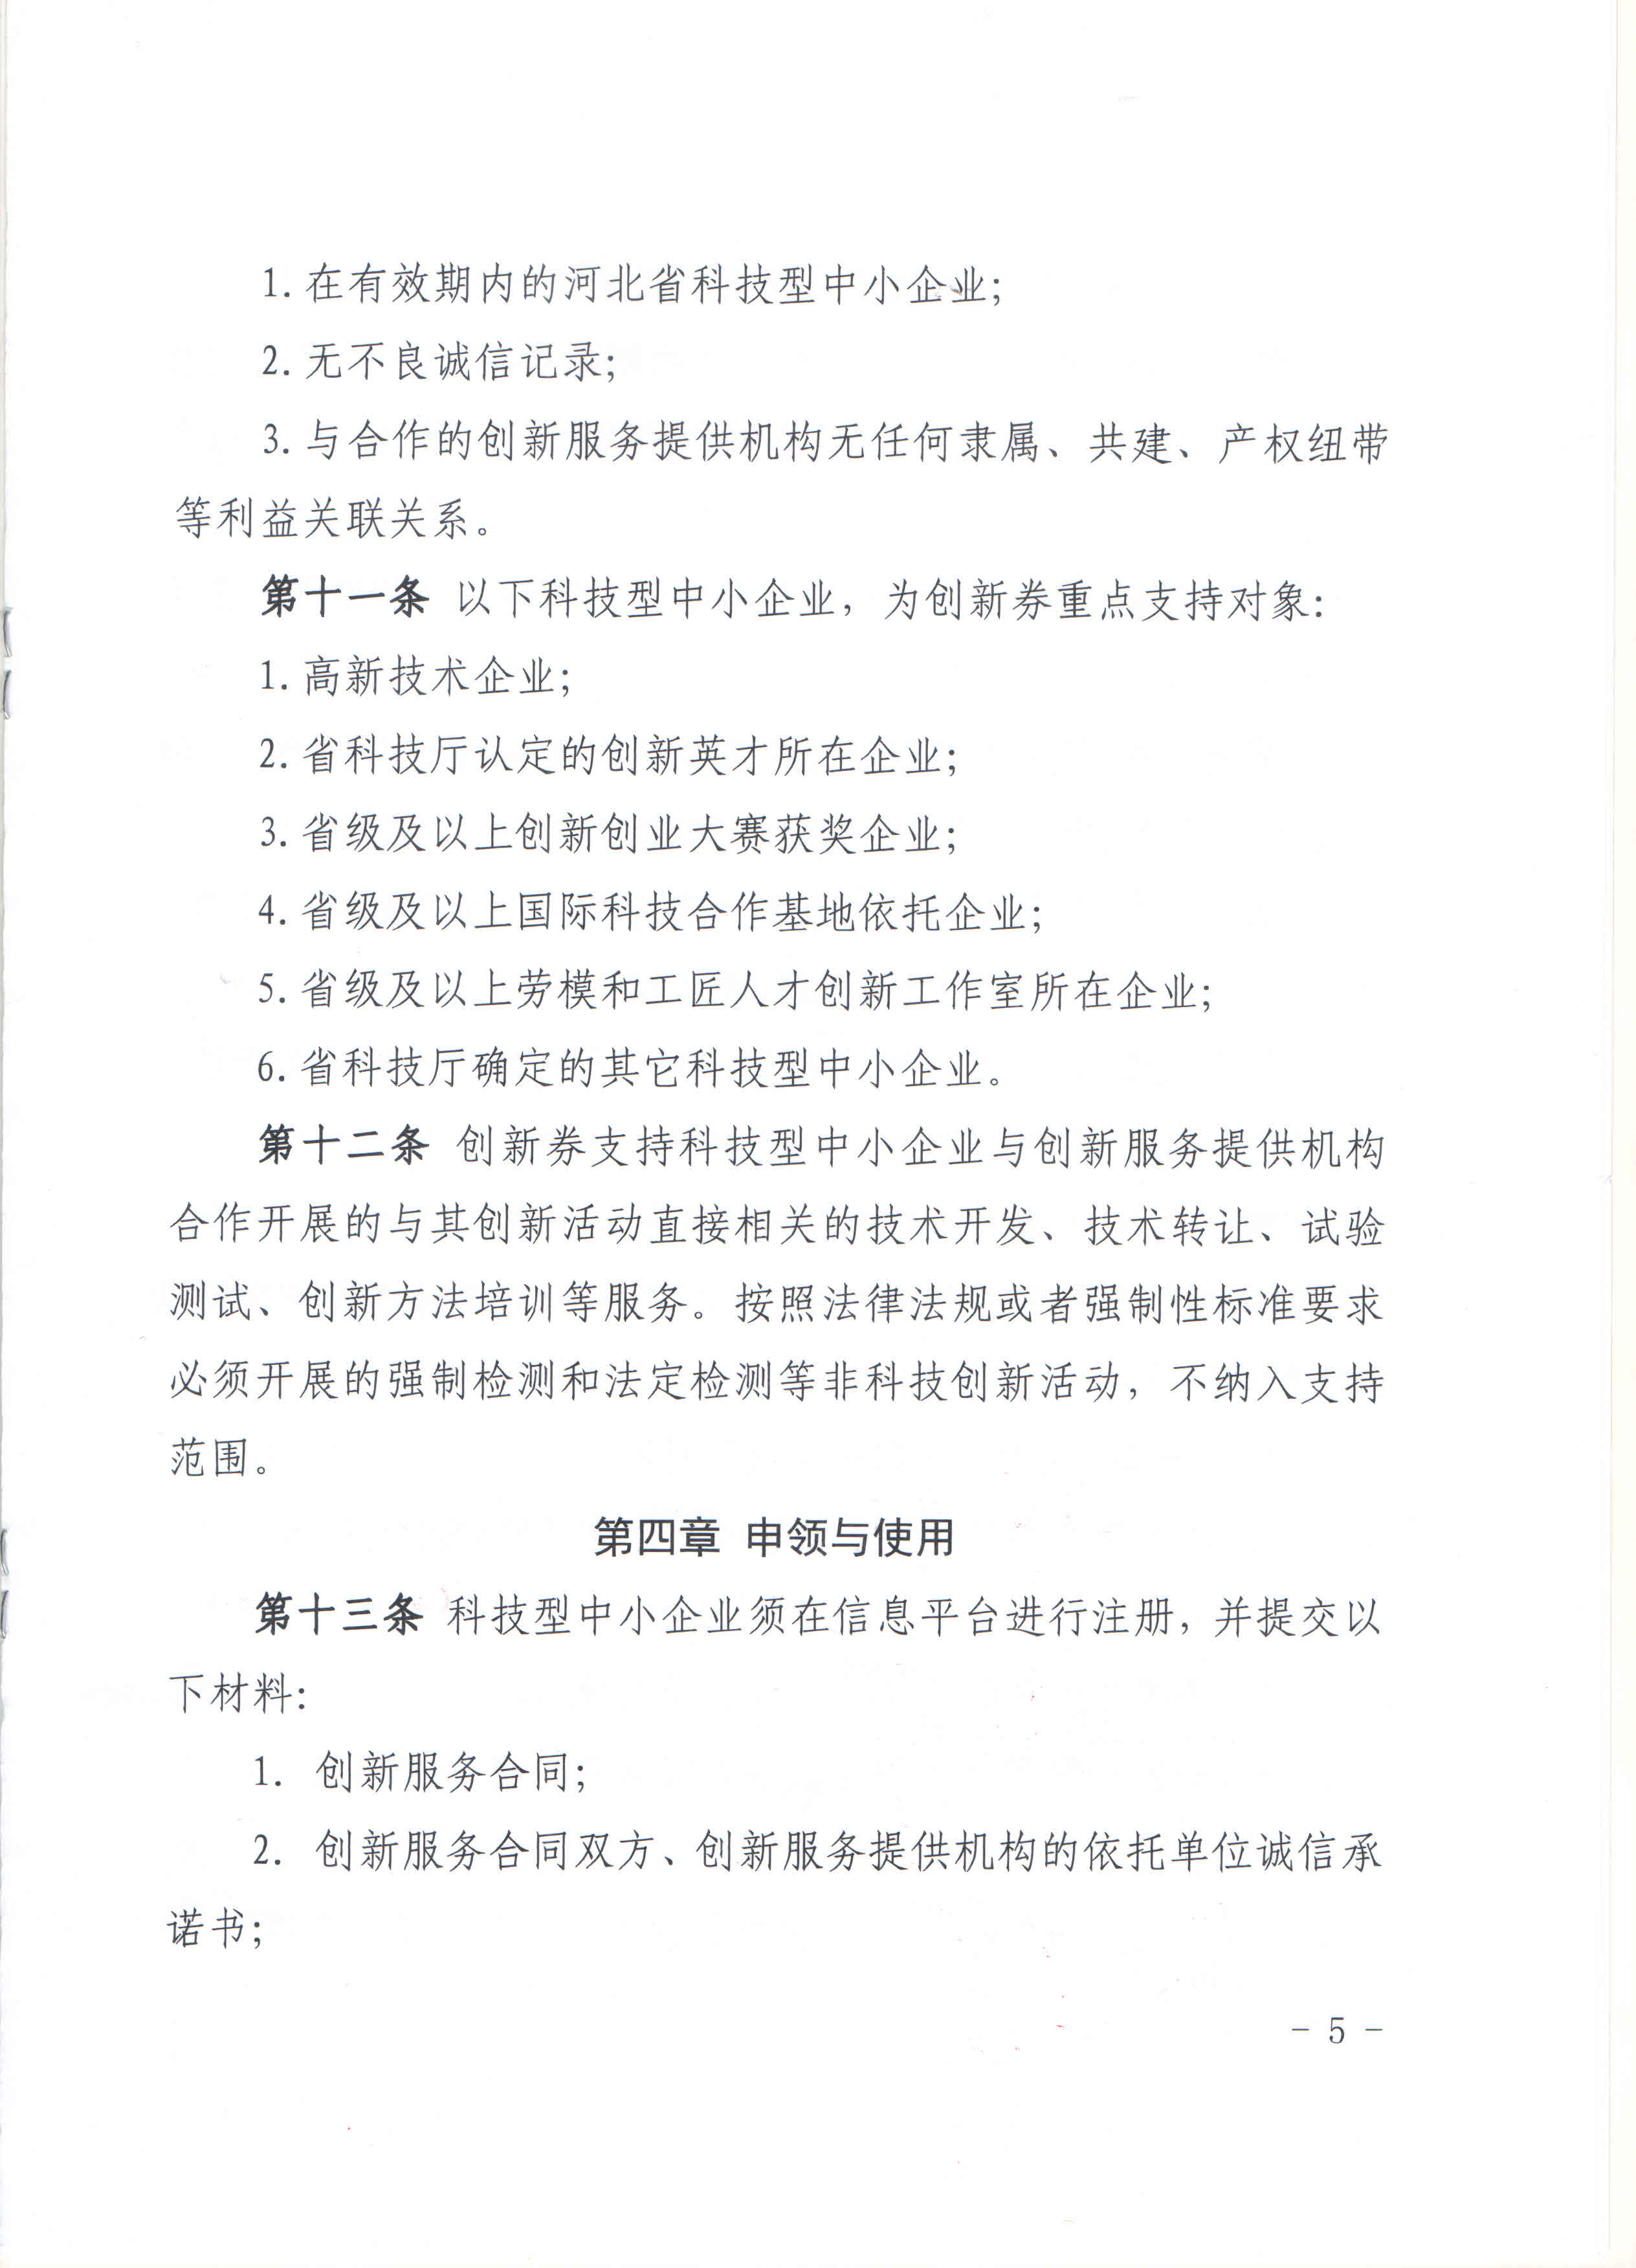 1. 在有效期内的河北省科技型中小企业;
2. 无不良诚信记录;
3. 与合作的创新服务提供机构无任何隶属、共建、产权纽带
等利益关联关系。
第十一条 以下科技型中小企业，为创新券重点支持对象:
1. 高新技术企业;
2. 省科技厅认定的创新英才所在企业;
3. 省级及以上创新创业大赛获奖企业;
4. 省级及以上国际科技合作基地依托企业;
5. 省级及以上劳模和工匠人才创新工作室所在企业;
6. 省科技厅确定的其它科技型中小企业。
第十二条 创新券支持科技型中小企业与创新服务提供机构
合作开展的与其创新活动直接相关的技术开发、技术转让、试验
测试、创新方法培训等服务。按照法律法规或者强制性标准要求
必须开展的强制检测和法定检测等非科技创新活动，不纳入支持
范围。
第四章 申领与使用
第十三条 科技型中小企业须在信息平台进行注册，并提交以
下材料:
1. 创新服务合同;
2. 创新服务合同双方、创新服务提供机构的依托单位诚信承
诺书;
- 5 -